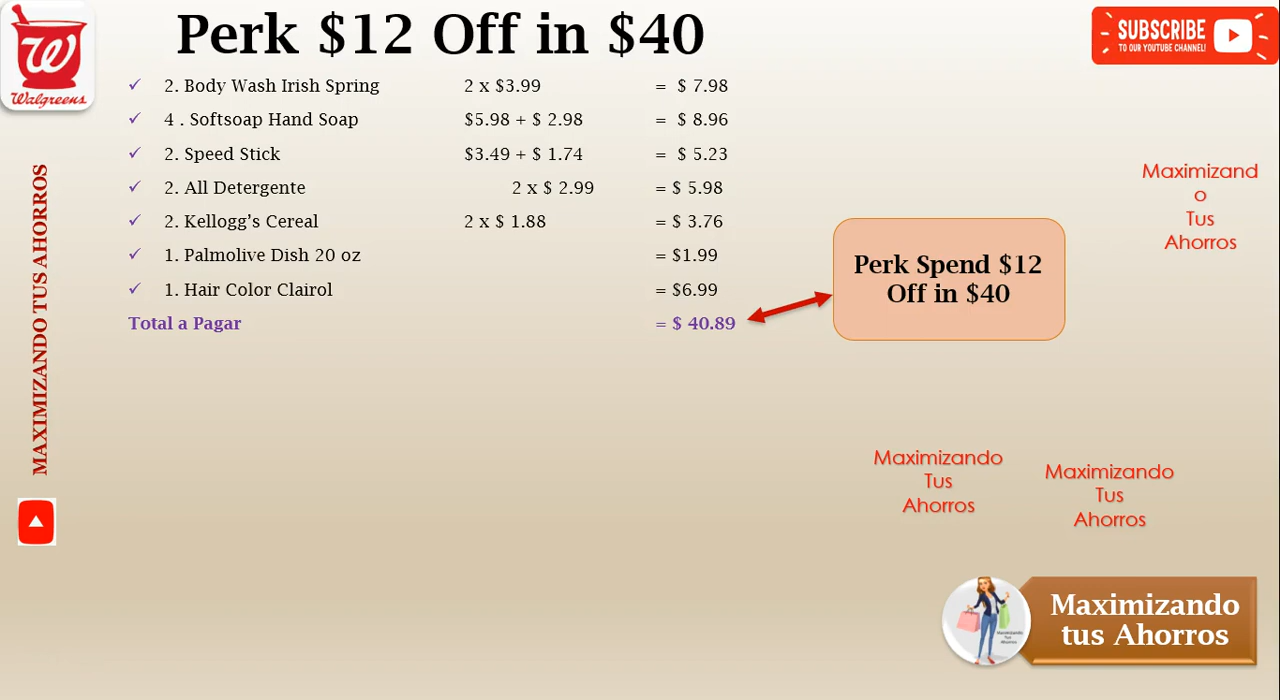 Perk $12 Off in $40
W
Walgreens
SUBSCRIBE
TO OUR YOUTUBE CHANNEL!
✓ 2. Body Wash Irish Spring 2 x $3.99 = $ 7.98
✓ 4 . Softsoap Hand Soap $5.98 + $ 2.98 = $ 8.96
✓ 2. Speed Stick $3.49 + $ 1.74 = $ 5.23
✓ 2. All Detergente 2 x $ 2.99 = $ 5.98
✓ 2. Kellogg’s Cereal 2 x $ 1.88 = $ 3.76
✓ 1. Palmolive Dish 20 oz = $1.99
✓ 1. Hair Color Clairol = $6.99
Total a Pagar = $ 40.89
Perk Spend $12
Off in $40
MAXIMIZANDO TUS AHORROS
Maximizand
o
Tus
Ahorros
Maximizando
Tus
Ahorros
Maximizando
Tus
Ahorros
Maximizando
Tus
Ahorros
Maximizando
tus Ahorros